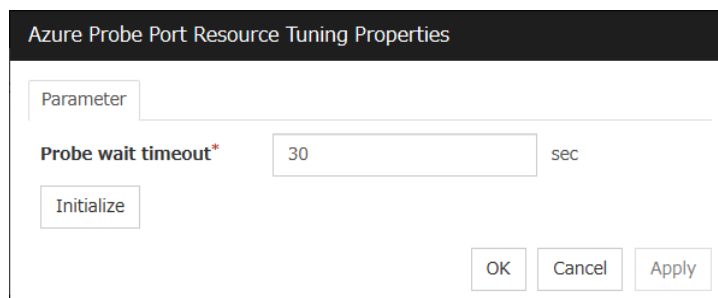 Azure Probe Port Resource Tuning Properties
Parameter
Probe wait timeout* 30 sec
Initialize
OK Cancel Apply